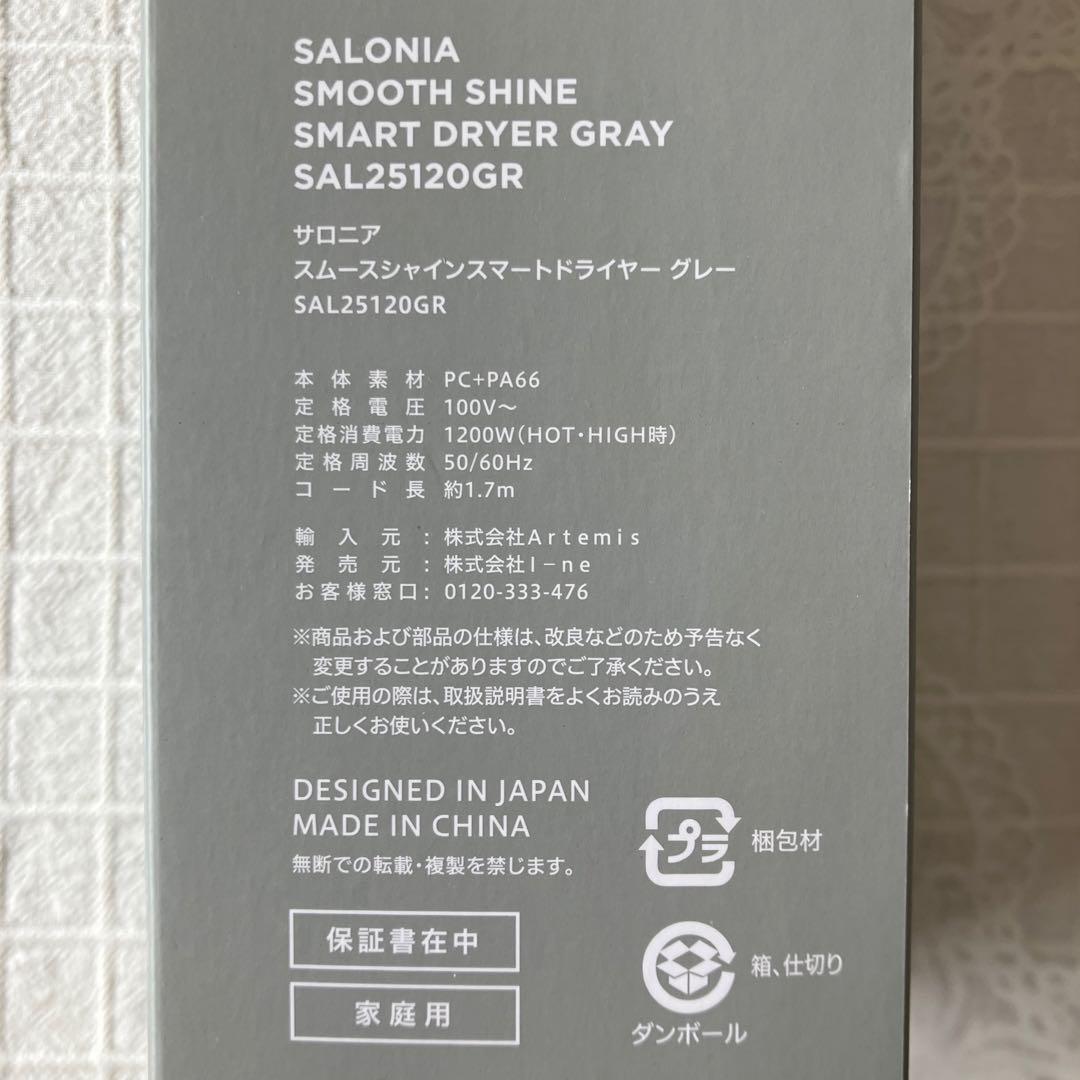 SALONIA
SMOOTH SHINE
SMART DRYER GRAY
SAL25120GR
サロニア
スムースシャインスマートドライヤー グレー
SAL25120GR
本体素材 PC+PA66
定格電圧 100V～
定格消費電力 1200W(HOT・HIGH時)
定格周波数 50/60Hz
コード長 約1.7m
輸入元：株式会社Artemis
発売元：株式会社I-ne
お客様窓口：0120-333-476
※商品および部品の仕様は、改良などのため予告なく
変更することがありますのでご了承ください。
※ご使用の際は、取扱説明書をよくお読みのうえ
正しくお使いください。
DESIGNED IN JAPAN
MADE IN CHINA
無断での転載・複製を禁じます。
プラ 梱包材
保証書在中
箱、仕切り
家庭用
ダンボール